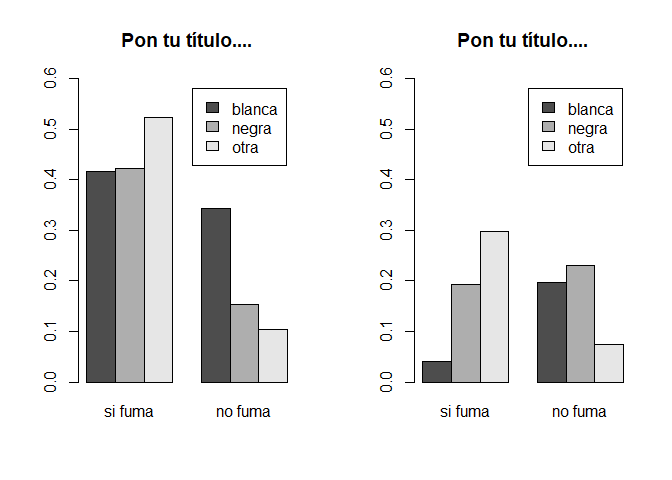 Pon tu título....
0.6
0.5
0.4
0.3
0.2
0.1
0.0
blanca
negra
otra
si fuma
no fuma
Pon tu título....
0.6
0.5
0.4
0.3
0.2
0.1
0.0
blanca
negra
otra
si fuma
no fuma